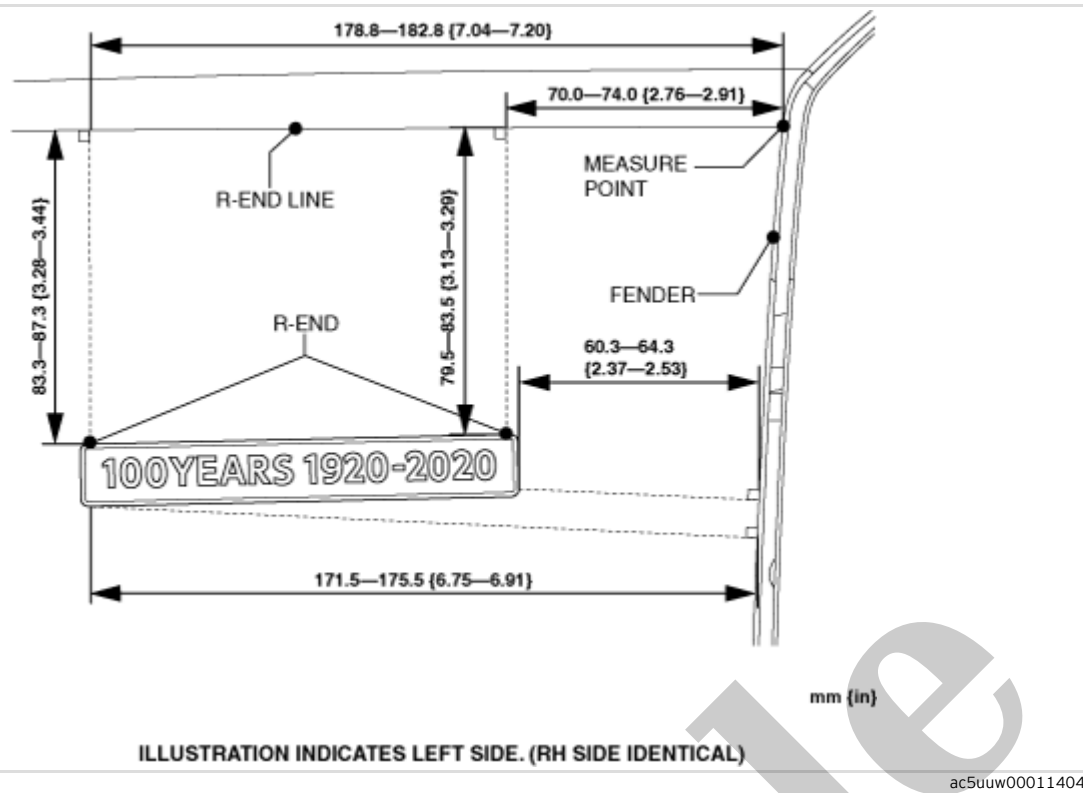 178.8—182.8 {7.04—7.20}
70.0—74.0 {2.76—2.91}
MEASURE
POINT
R-END LINE
83.3—87.3 {3.28—3.44}
79.5—83.5 {3.13—3.29}
FENDER
R-END
60.3—64.3
{2.37—2.53}
100YEARS 1920-2020
171.5—175.5 {6.75—6.91}
mm {in}
ILLUSTRATION INDICATES LEFT SIDE. (RH SIDE IDENTICAL)
ac5uuw00011404
le